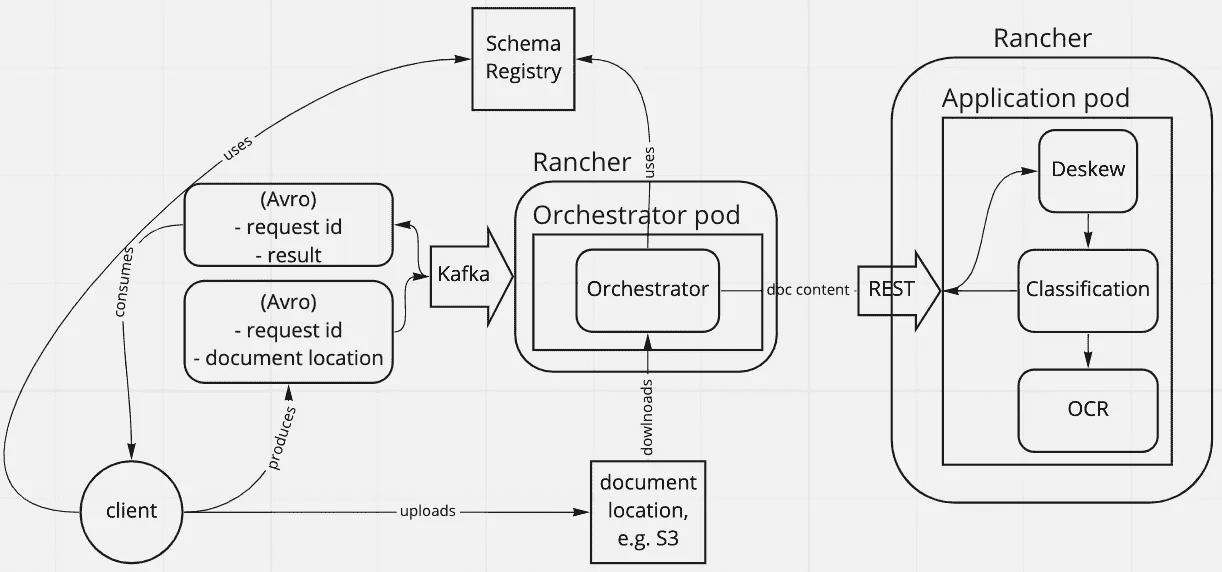 Schema
Registry
Rancher
Application pod
Deskew
Classification
OCR
REST
uses
uses
Rancher
Orchestrator pod
Orchestrator
doc content
(Avro)
- request id
- result
(Avro)
- request id
- document location
Kafka
consumes
produces
dowlnoads
client
uploads
document
location,
e.g. S3